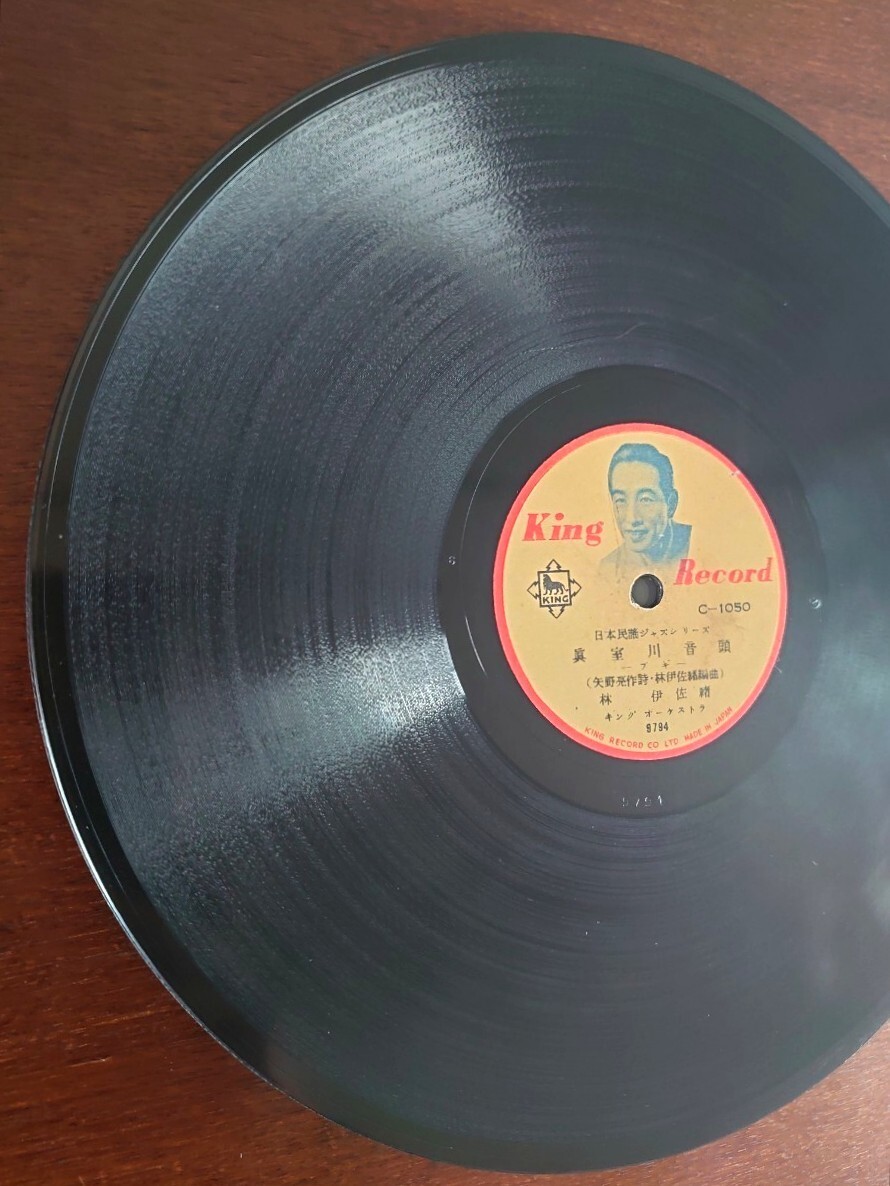 King
Record
KING
C-1050
日本民謡ジャズシリーズ
眞室川音頭
―ブギ―
(矢野亮作詩・林伊佐緒編曲)
林 伊佐緒
キングオーケストラ
9794
KING RECORD CO LTD. MADE IN JAPAN
9794